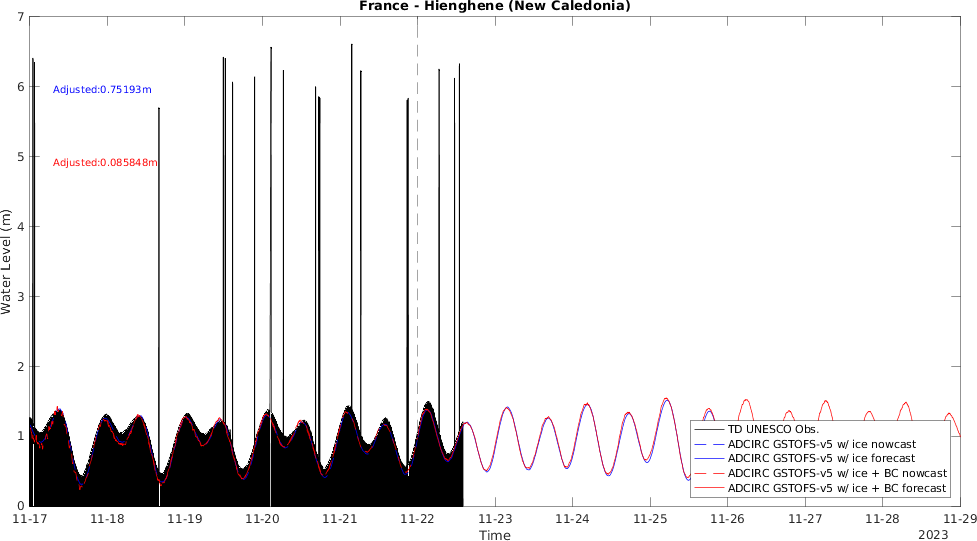 France - Hienghene (New Caledonia)
7
6
5
4
3
2
1
0
Water Level (m)
Adjusted:0.75193m
Adjusted:0.085848m
TD UNESCO Obs.
ADCIRC GSTOFS-v5 w/ ice nowcast
ADCIRC GSTOFS-v5 w/ ice forecast
ADCIRC GSTOFS-v5 w/ ice + BC nowcast
ADCIRC GSTOFS-v5 w/ ice + BC forecast
11-17 11-18 11-19 11-20 11-21 11-22 11-23 11-24 11-25 11-26 11-27 11-28 11-29
Time
2023